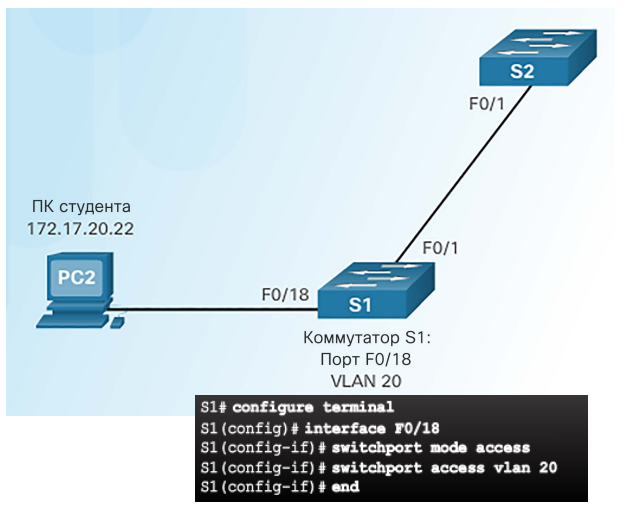 S2
F0/1
ПК студента
172.17.20.22
PC2
F0/1
F0/18
S1
Коммутатор S1:
Порт F0/18
VLAN 20
S1# configure terminal
S1(config)# interface F0/18
S1(config-if)# switchport mode access
S1(config-if)# switchport access vlan 20
S1(config-if)# end